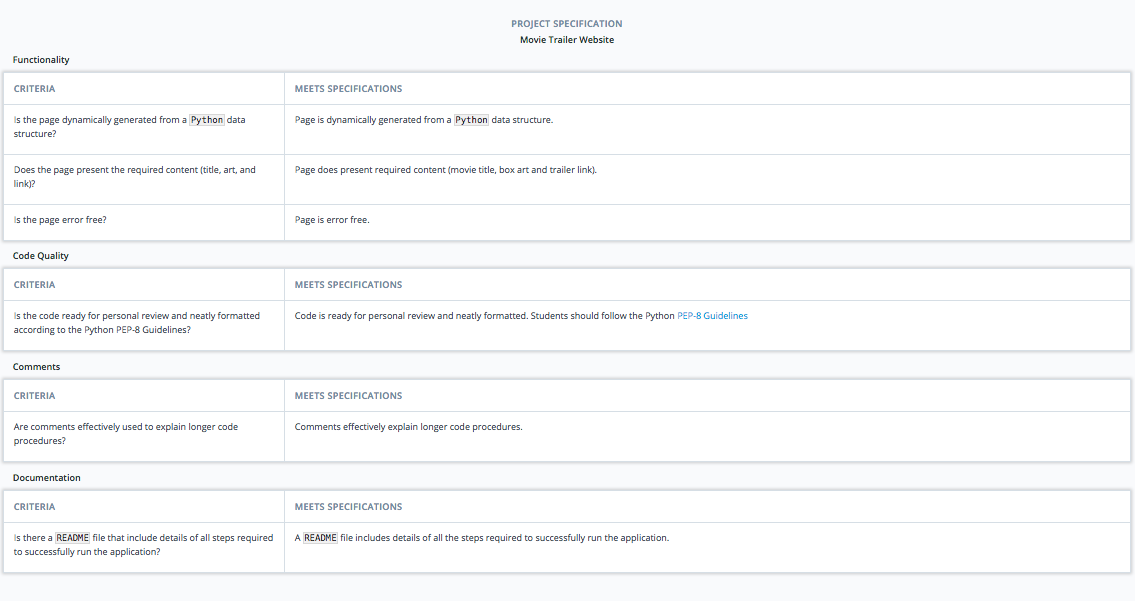 PROJECT SPECIFICATION
Movie Trailer Website
Functionality
CRITERIA
MEETS SPECIFICATIONS
Is the page dynamically generated from a Python data
structure?
Page is dynamically generated from a Python data structure.
Does the page present the required content (title, art, and
link)?
Page does present required content (movie title, box art and trailer link).
Is the page error free?
Page is error free.
Code Quality
CRITERIA
MEETS SPECIFICATIONS
Is the code ready for personal review and neatly formatted
according to the Python PEP-8 Guidelines?
Code is ready for personal review and neatly formatted. Students should follow the Python PEP-8 Guidelines
Comments
CRITERIA
MEETS SPECIFICATIONS
Are comments effectively used to explain longer code
procedures?
Comments effectively explain longer code procedures.
Documentation
CRITERIA
MEETS SPECIFICATIONS
Is there a README file that include details of all steps required
to successfully run the application?
A README file includes details of all the steps required to successfully run the application.